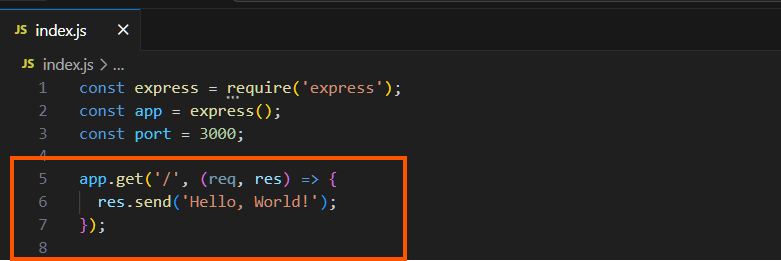 JS index.js ×
JS index.js > ...
1 const express = require('express');
2 const app = express();
3 const port = 3000;
4
5 app.get('/', (req, res) => {
6   res.send('Hello, World!');
7 });
8